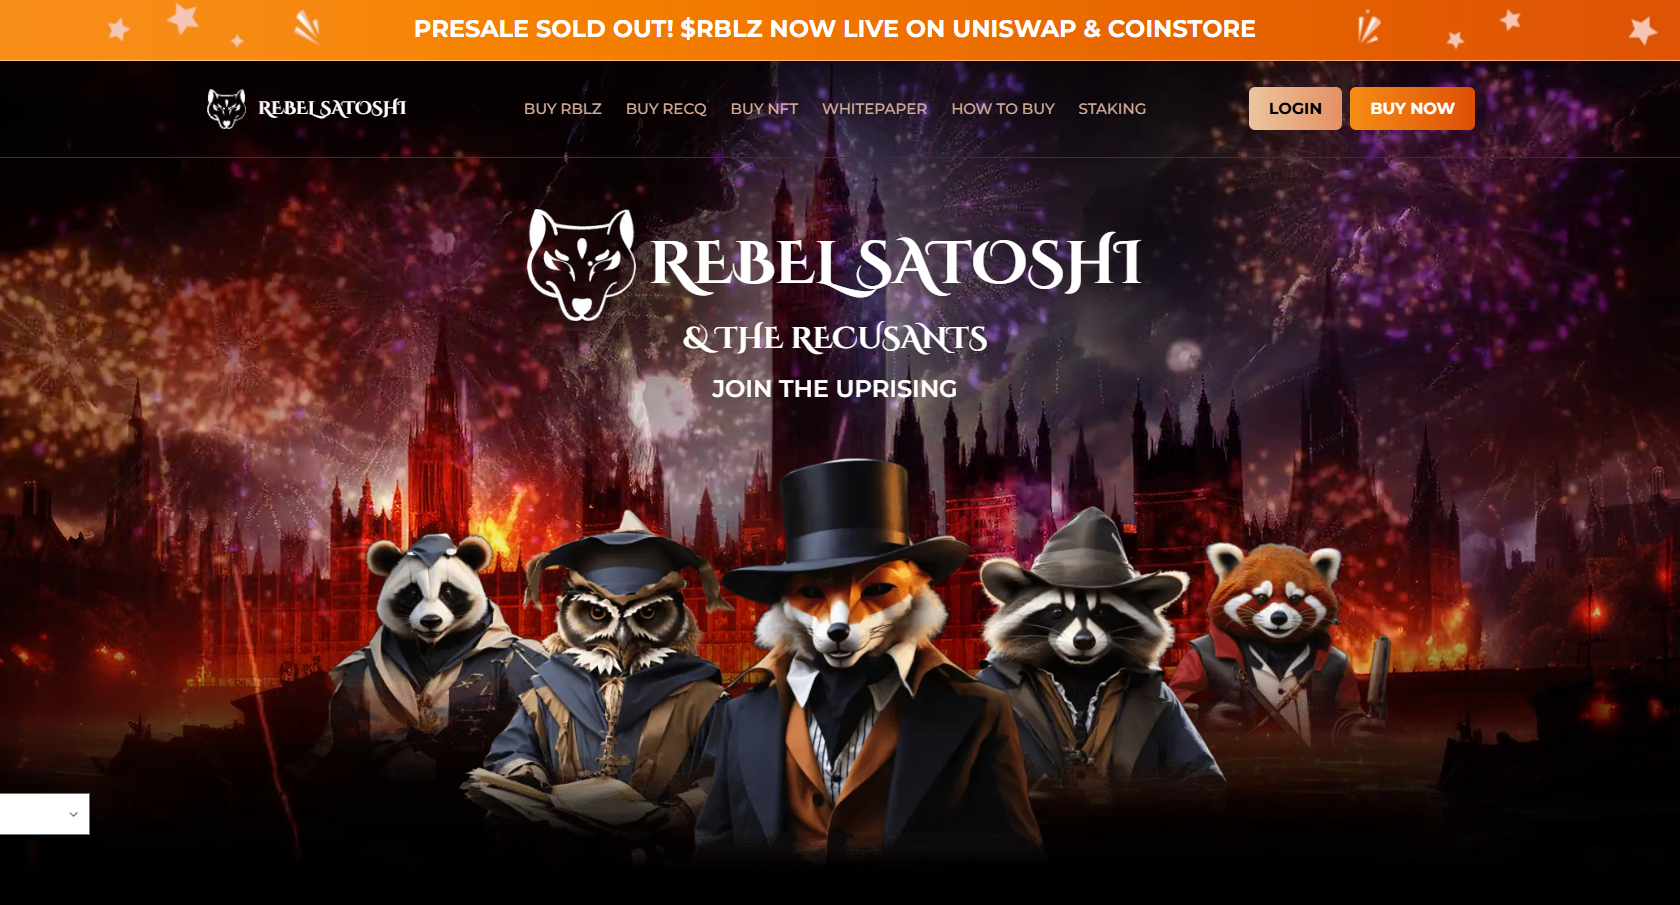 PRESALE SOLD OUT! $RBLZ NOW LIVE ON UNISWAP & COINSTORE
REBEL SATOSHI
BUY RBLZ
BUY RECQ
BUY NFT
WHITEPAPER
HOW TO BUY
STAKING
LOGIN
BUY NOW
REBEL SATOSHI
& THE RECUSANTS
JOIN THE UPRISING